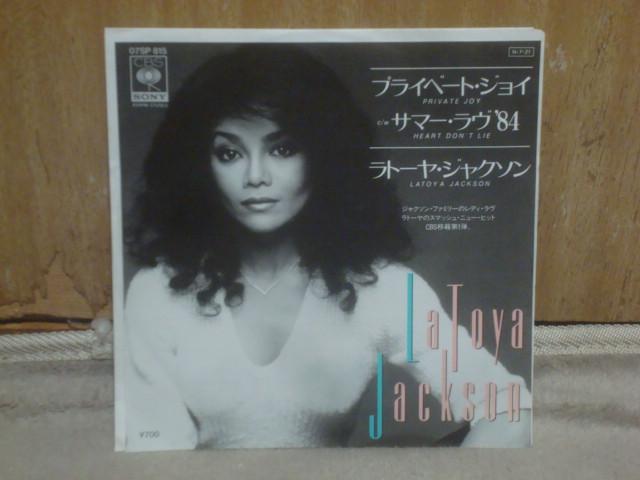 07SP 815
CBS
SONY
プライベート・ジョイ
PRIVATE JOY
c/w サマー・ラヴ'84
HEART DON'T LIE
ラトーヤ・ジャクソン
LATOYA JACKSON
ジャクソン・ファミリーのレディ・ラヴ
ラトーヤのスマッシュ・ニュー・ヒット
CBS移籍第1弾。
LaToya
Jackson
¥700